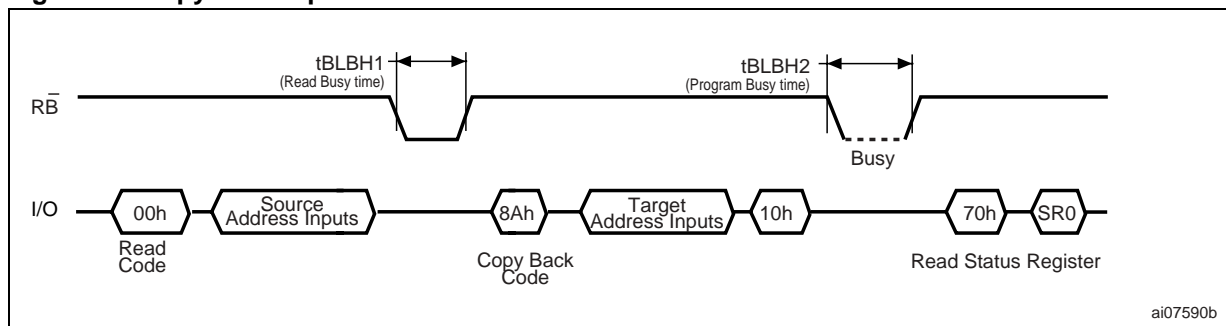 tBLBH1
(Read Busy time)
tBLBH2
(Program Busy time)
RB
Busy
I/O
00h
Source
Address Inputs
8Ah
Target
Address Inputs
10h
70h
SR0
Read
Code
Copy Back
Code
Read Status Register
ai07590b